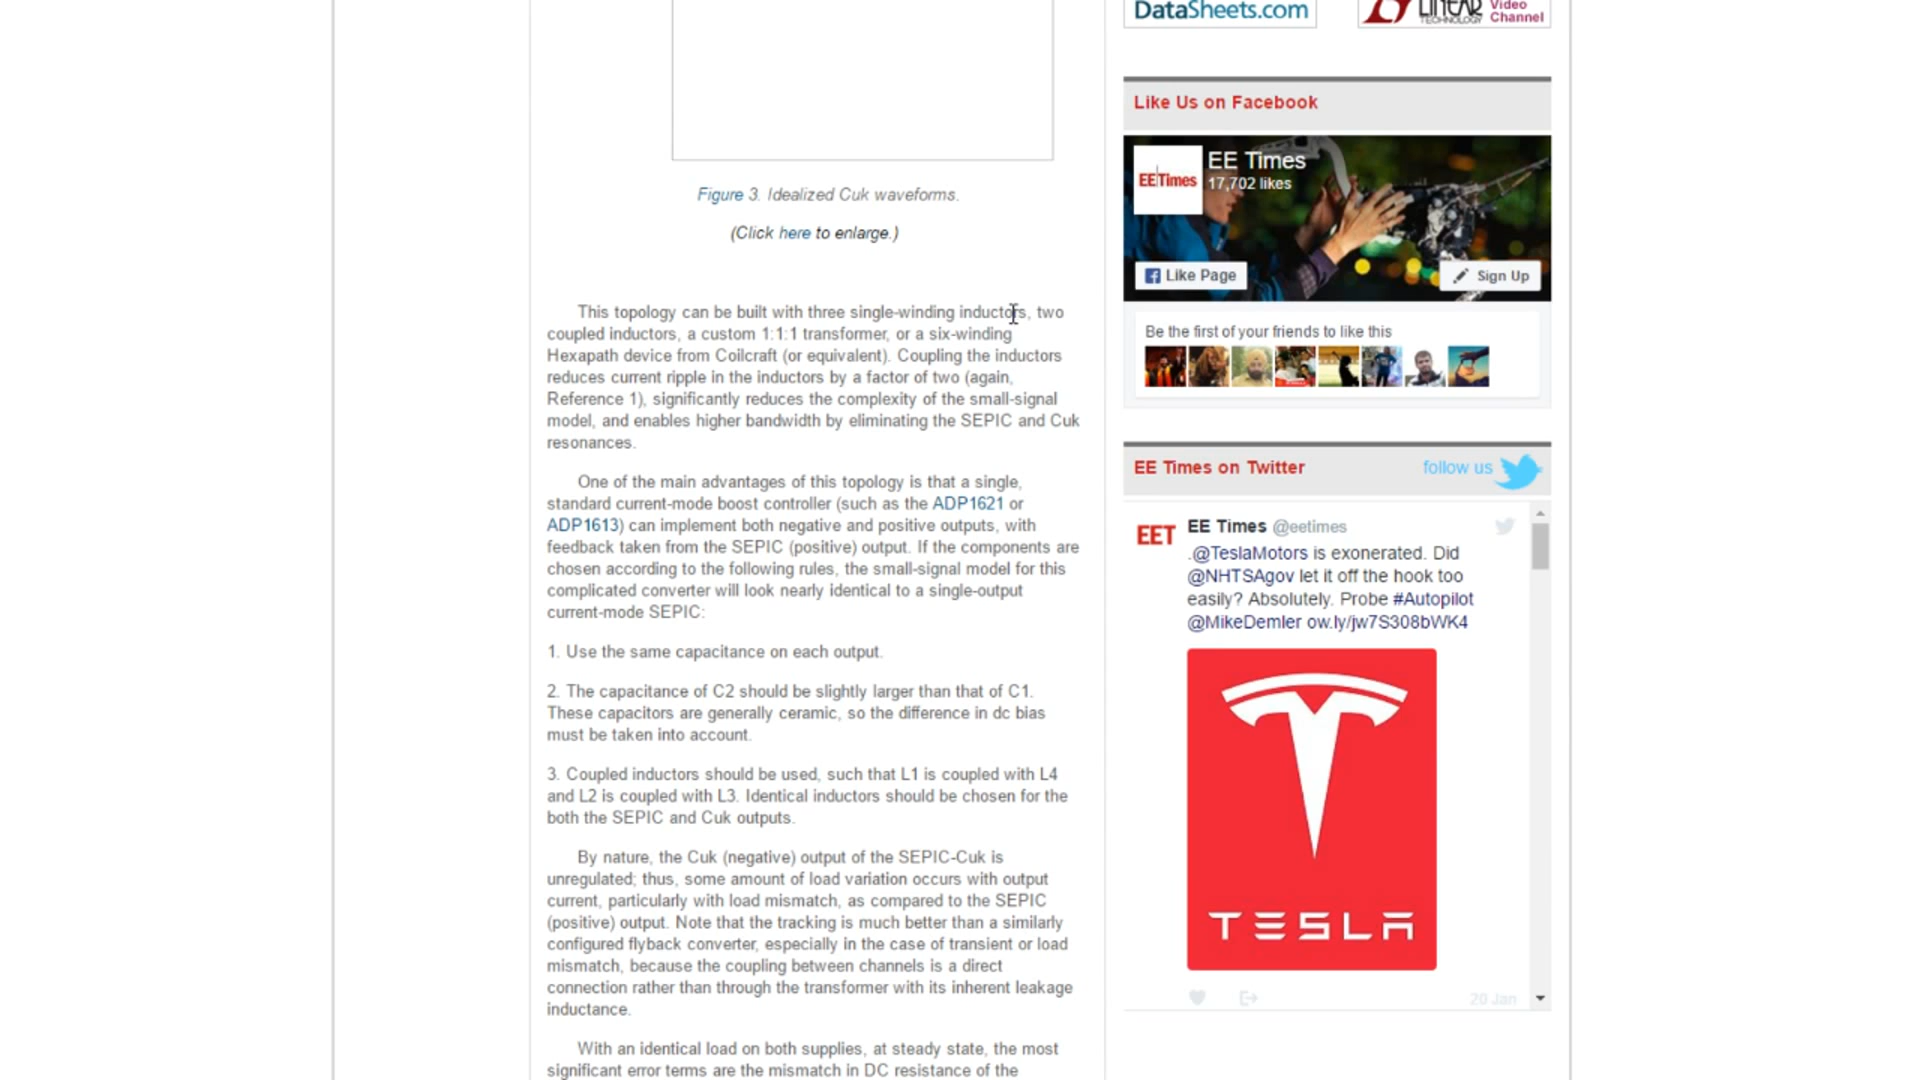 DataSheets.com
LINEAR
TECHNOLOGY
Video
Channel
Figure 3. Idealized Cuk waveforms.
(Click here to enlarge.)
This topology can be built with three single-winding inductors, two
coupled inductors, a custom 1:1:1 transformer, or a six-winding
Hexapath device from Coilcraft (or equivalent). Coupling the inductors
reduces current ripple in the inductors by a factor of two (again,
Reference 1), significantly reduces the complexity of the small-signal
model, and enables higher bandwidth by eliminating the SEPIC and Cuk
resonances.
One of the main advantages of this topology is that a single,
standard current-mode boost controller (such as the ADP1621 or
ADP1613) can implement both negative and positive outputs, with
feedback taken from the SEPIC (positive) output. If the components are
chosen according to the following rules, the small-signal model for this
complicated converter will look nearly identical to a single-output
current-mode SEPIC:
1. Use the same capacitance on each output.
2. The capacitance of C2 should be slightly larger than that of C1.
These capacitors are generally ceramic, so the difference in dc bias
must be taken into account.
3. Coupled inductors should be used, such that L1 is coupled with L4
and L2 is coupled with L3. Identical inductors should be chosen for the
both the SEPIC and Cuk outputs.
By nature, the Cuk (negative) output of the SEPIC-Cuk is
unregulated; thus, some amount of load variation occurs with output
current, particularly with load mismatch, as compared to the SEPIC
(positive) output. Note that the tracking is much better than a similarly
configured flyback converter, especially in the case of transient or load
mismatch, because the coupling between channels is a direct
connection rather than through the transformer with its inherent leakage
inductance.
With an identical load on both supplies, at steady state, the most
significant error terms are the mismatch in DC resistance of the
Like Us on Facebook
EETimes
EE Times
17,702 likes
Like Page
Sign Up
Be the first of your friends to like this
EE Times on Twitter
follow us
EET
EE Times @eetimes
.@TeslaMotors is exonerated. Did
@NHTSAgov let it off the hook too
easily? Absolutely. Probe #Autopilot
@MikeDemler ow.ly/jw7S308bWK4
TESLA
20 Jan